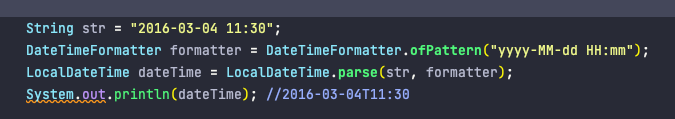 String str = "2016-03-04 11:30";
DateTimeFormatter formatter = DateTimeFormatter.ofPattern("yyyy-MM-dd HH:mm");
LocalDateTime dateTime = LocalDateTime.parse(str, formatter);
System.out.println(dateTime); //2016-03-04T11:30